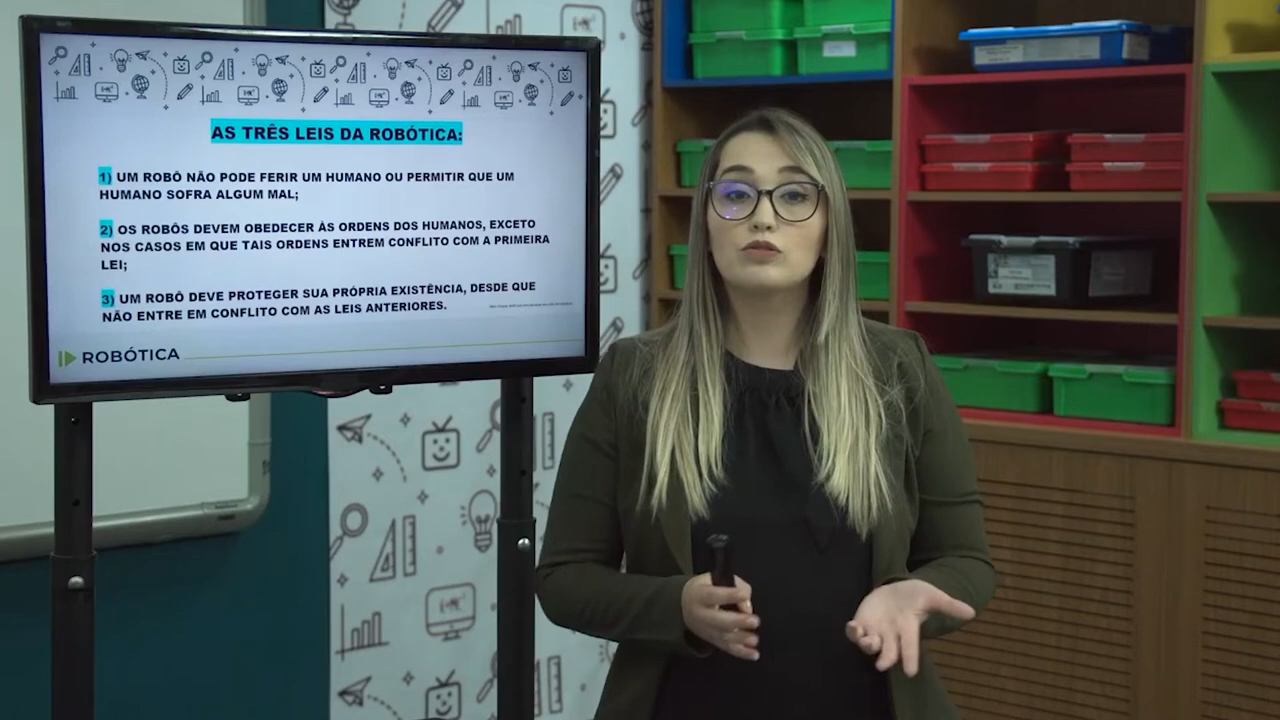 AS TRÊS LEIS DA ROBÓTICA:
1) UM ROBÔ NÃO PODE FERIR UM HUMANO OU PERMITIR QUE UM
HUMANO SOFRA ALGUM MAL;
2) OS ROBÔS DEVEM OBEDECER ÀS ORDENS DOS HUMANOS, EXCETO
NOS CASOS EM QUE TAIS ORDENS ENTREM CONFLITO COM A PRIMEIRA
LEI;
3) UM ROBÔ DEVE PROTEGER SUA PRÓPRIA EXISTÊNCIA, DESDE QUE
NÃO ENTRE EM CONFLITO COM AS LEIS ANTERIORES.
ROBÓTICA